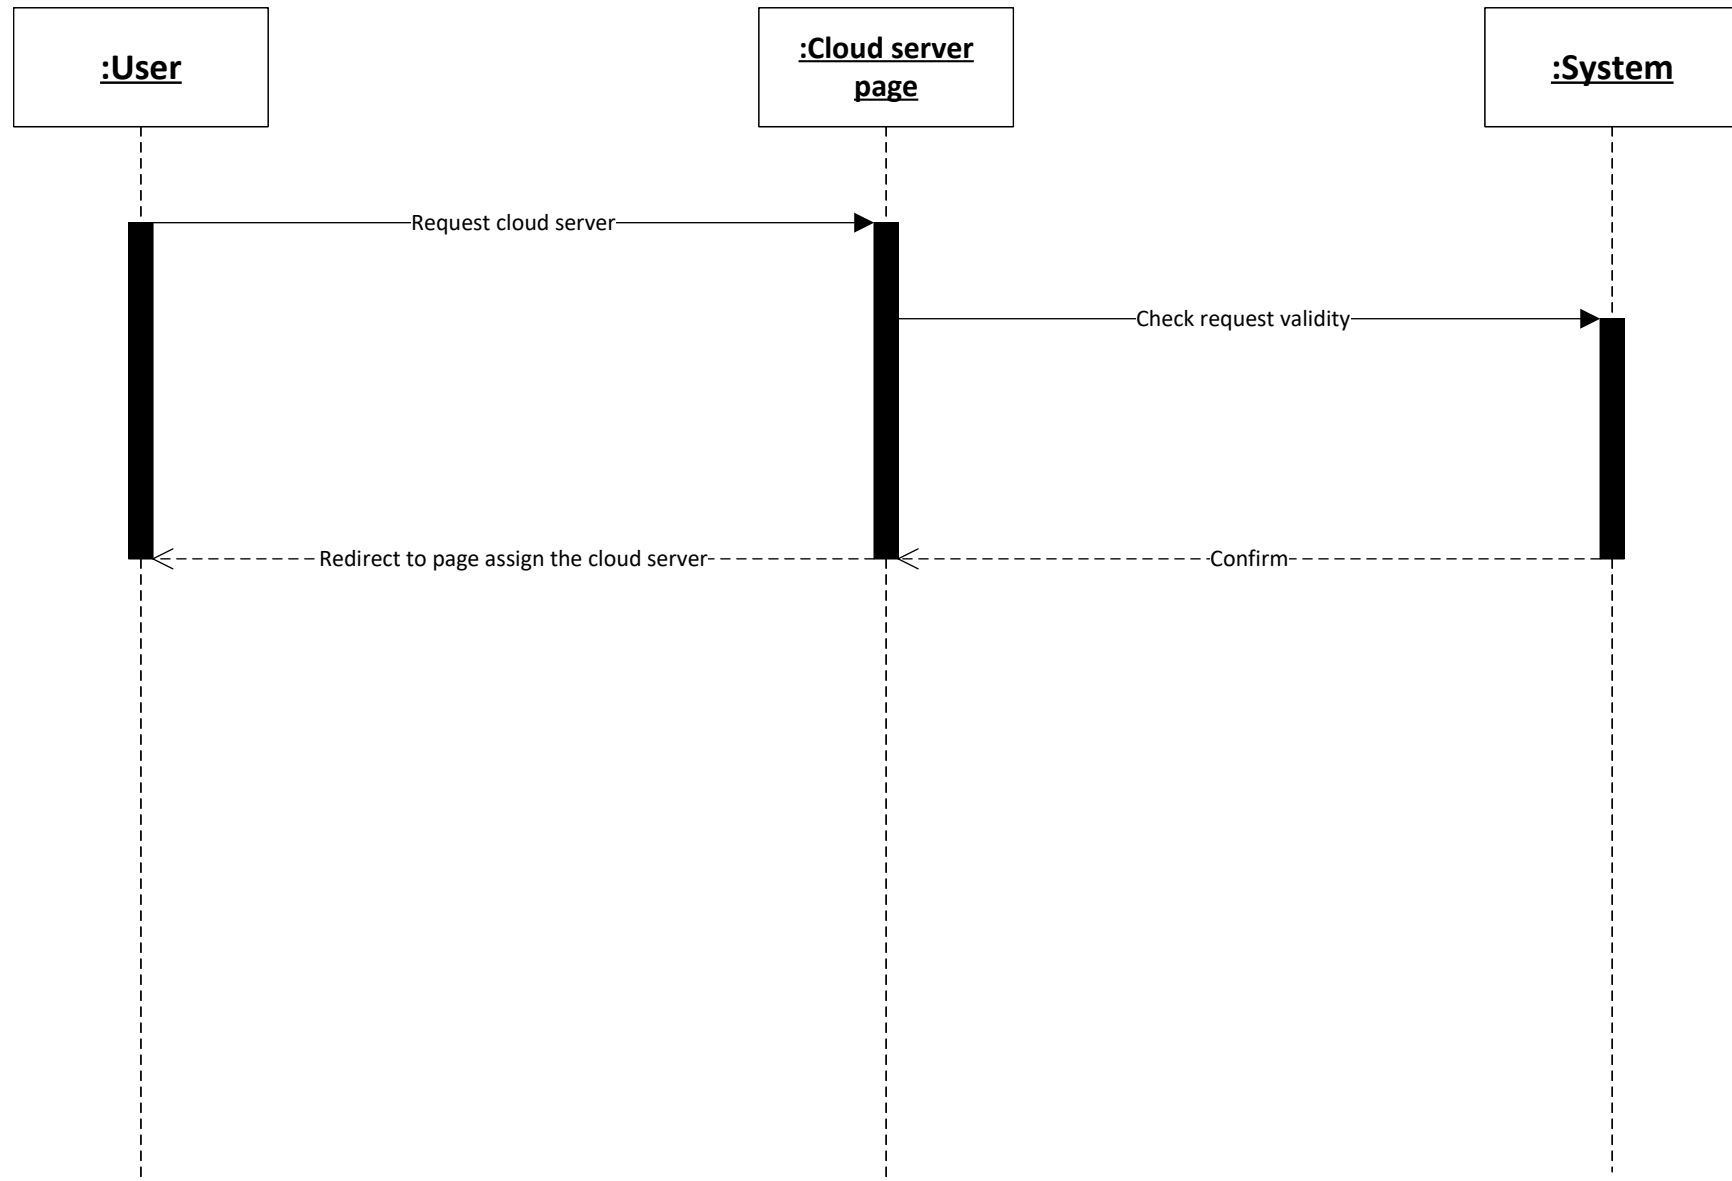 :User
:Cloud server
page
:System
Request cloud server
Check request validity
Redirect to page assign the cloud server
Confirm